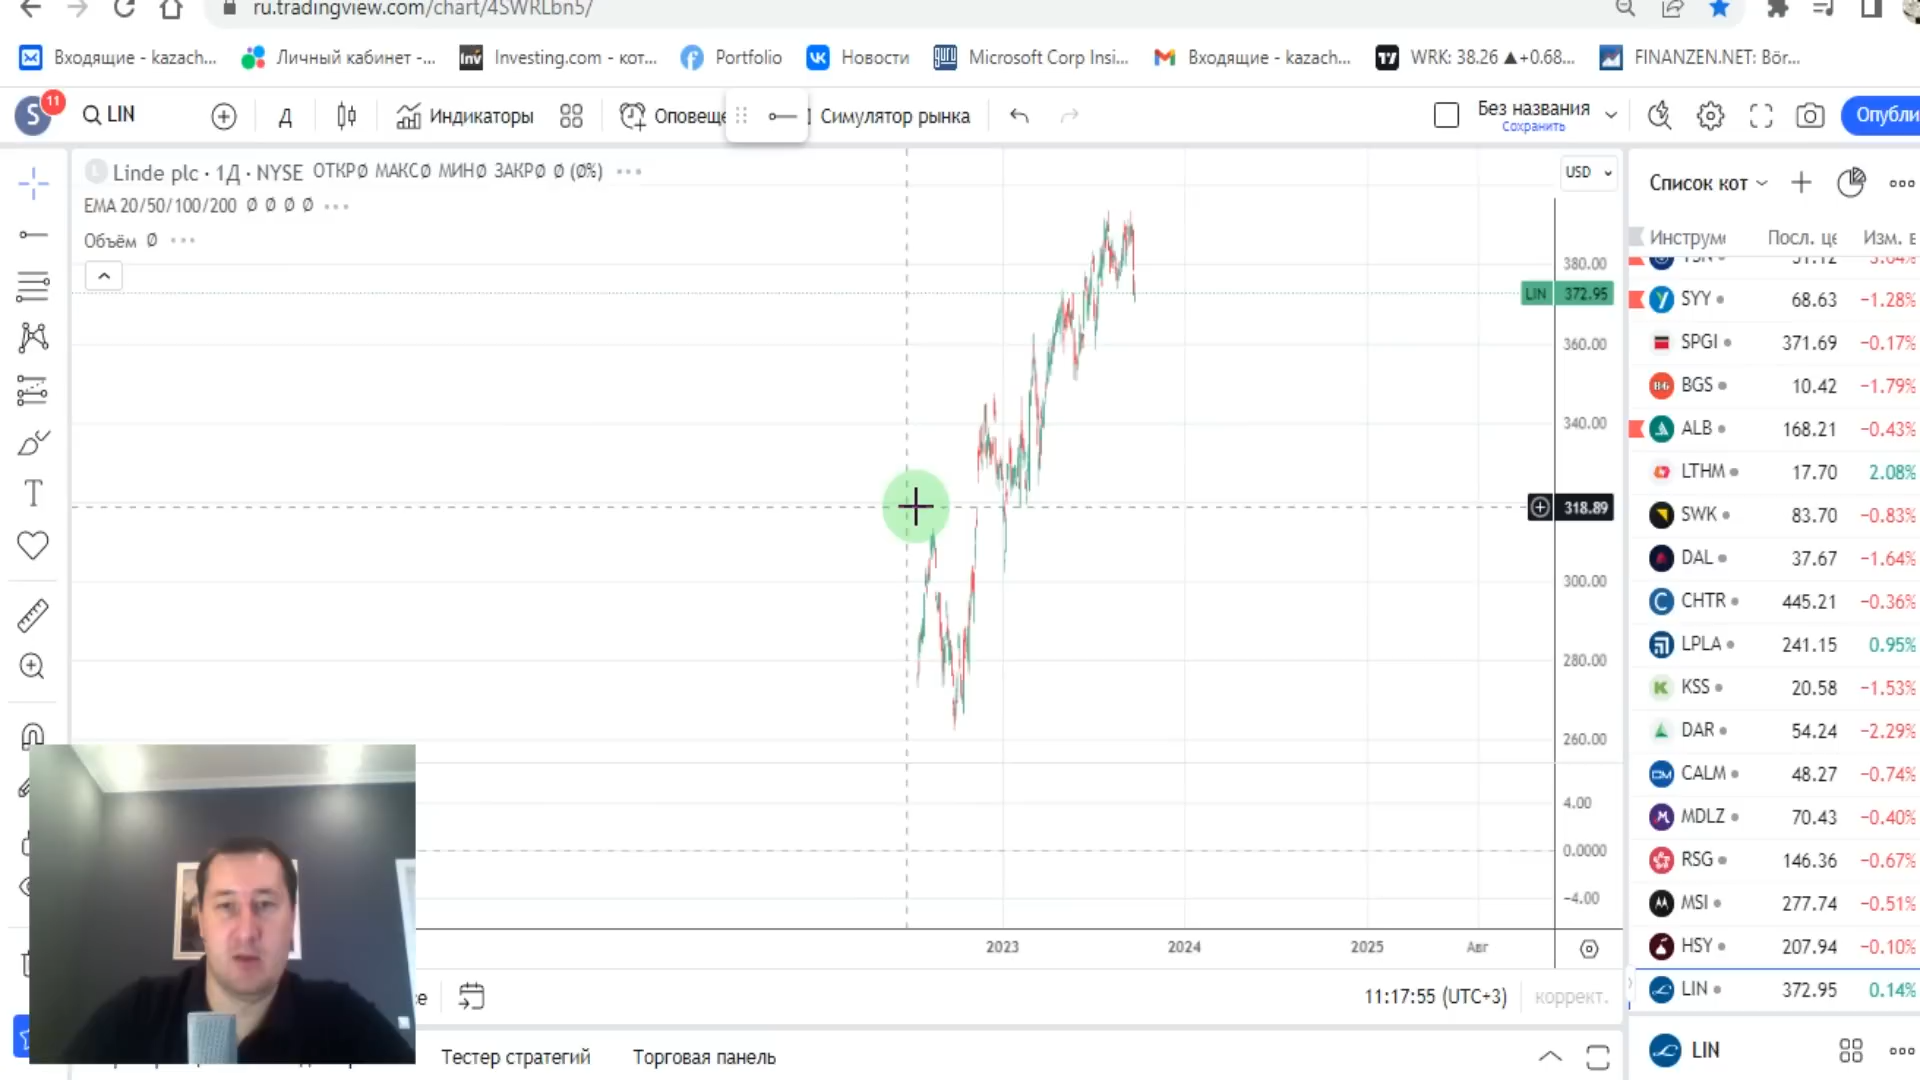 ru.tradingview.com/chart/4SWRLbn5/
Входящие - kazach...
Личный кабинет -...
Investing.com - кот...
Portfolio
Новости
Microsoft Corp Insi...
Входящие - kazach...
WRK: 38.26 ▲+0.68...
FINANZEN.NET: Bör...
S
11
LIN
Д
Индикаторы
Оповеще
Симулятор рынка
Без названия
Сохранить
Опубли
Linde plc · 1Д · NYSE ОТКР∅ МАКС∅ МИН∅ ЗАКР∅ ∅ (∅%)
EMA 20/50/100/200 ∅ ∅ ∅ ∅
Объём ∅
USD
380.00
LIN 372.95
360.00
340.00
318.89
300.00
280.00
260.00
4.00
0.0000
−4.00
2023
2024
2025
Авг
11:17:55 (UTC+3)
коррект.
Тестер стратегий
Торговая панель
Список кот
Инструм
Посл. це
Изм. в
SYY 68.63 −1.28%
SPGI 371.69 −0.17%
BGS 10.42 −1.79%
ALB 168.21 −0.43%
LTHM 17.70 2.08%
SWK 83.70 −0.83%
DAL 37.67 −1.64%
CHTR 445.21 −0.36%
LPLA 241.15 0.95%
KSS 20.58 −1.53%
DAR 54.24 −2.29%
CALM 48.27 −0.74%
MDLZ 70.43 −0.40%
RSG 146.36 −0.67%
MSI 277.74 −0.51%
HSY 207.94 −0.10%
LIN 372.95 0.14%
LIN